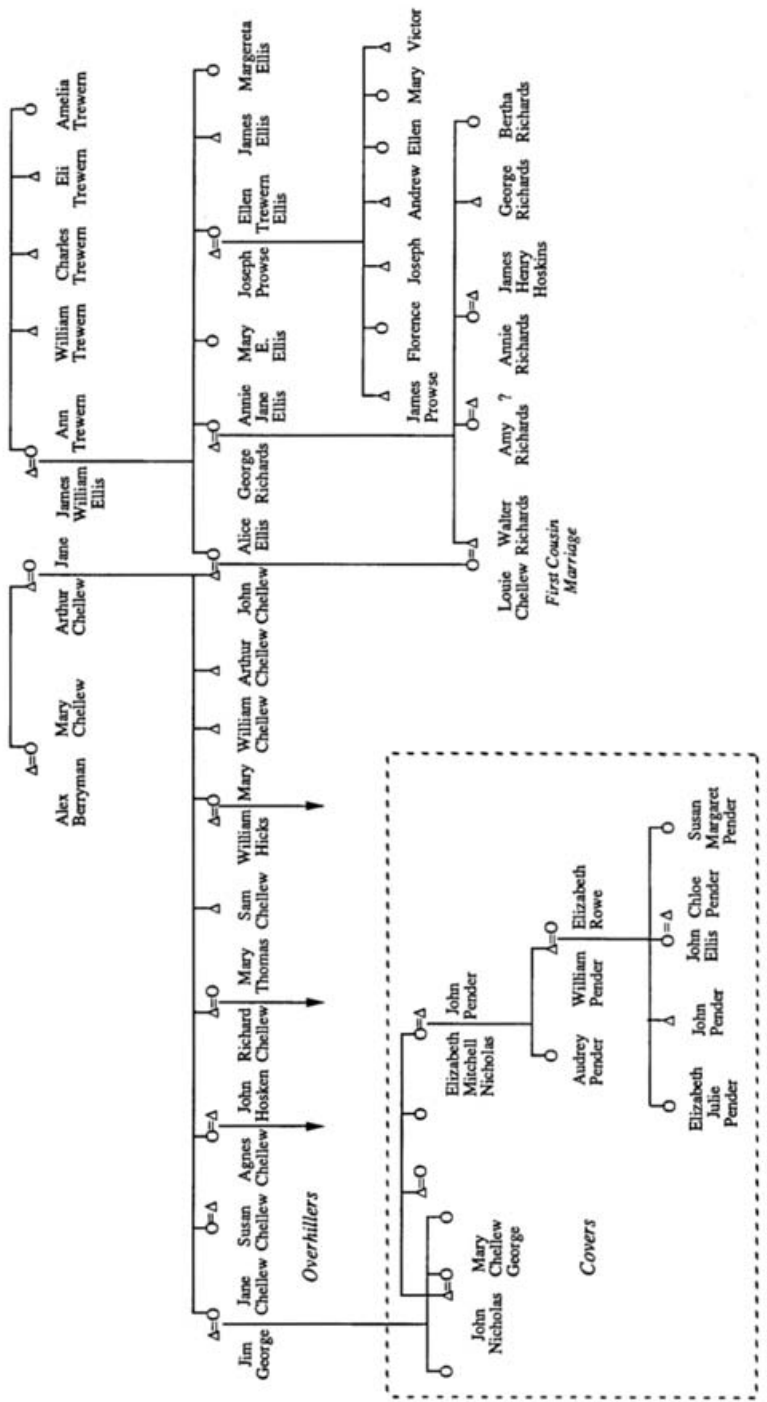 Alex
Berryman
Mary
Chellew
Arthur
Chellew
Jane
James
William
Ellis
Ann
Trewern
William
Trewern
Charles
Trewern
Eli
Trewern
Amelia
Trewern
Jim
George
Jane
Chellew
Susan
Chellew
Agnes
Chellew
John
Hosken
Richard
Chellew
Mary
Thomas
Sam
Chellew
William
Hicks
Mary
William
Chellew
Arthur
Chellew
John
Chellew
Alice
Ellis
George
Richards
Annie
Jane
Ellis
Mary
E.
Ellis
Joseph
Prowse
Ellen
Trewern
Ellis
James
Ellis
Margereta
Ellis
Overhillers
James
Prowse
Florence
Joseph
Andrew
Ellen
Mary
Victor
John
Nicholas
Mary
Chellew
George
Elizabeth
Mitchell
Nicholas
John
Pender
Louie
Chellew
Walter
Richards
First Cousin
Marriage
Amy
Richards
?
Annie
Richards
James
Henry
Hoskins
George
Richards
Bertha
Richards
Covers
Audrey
Pender
William
Pender
Elizabeth
Rowe
Elizabeth
Julie
Pender
John
Pender
John
Ellis
Chloe
Pender
Susan
Margaret
Pender